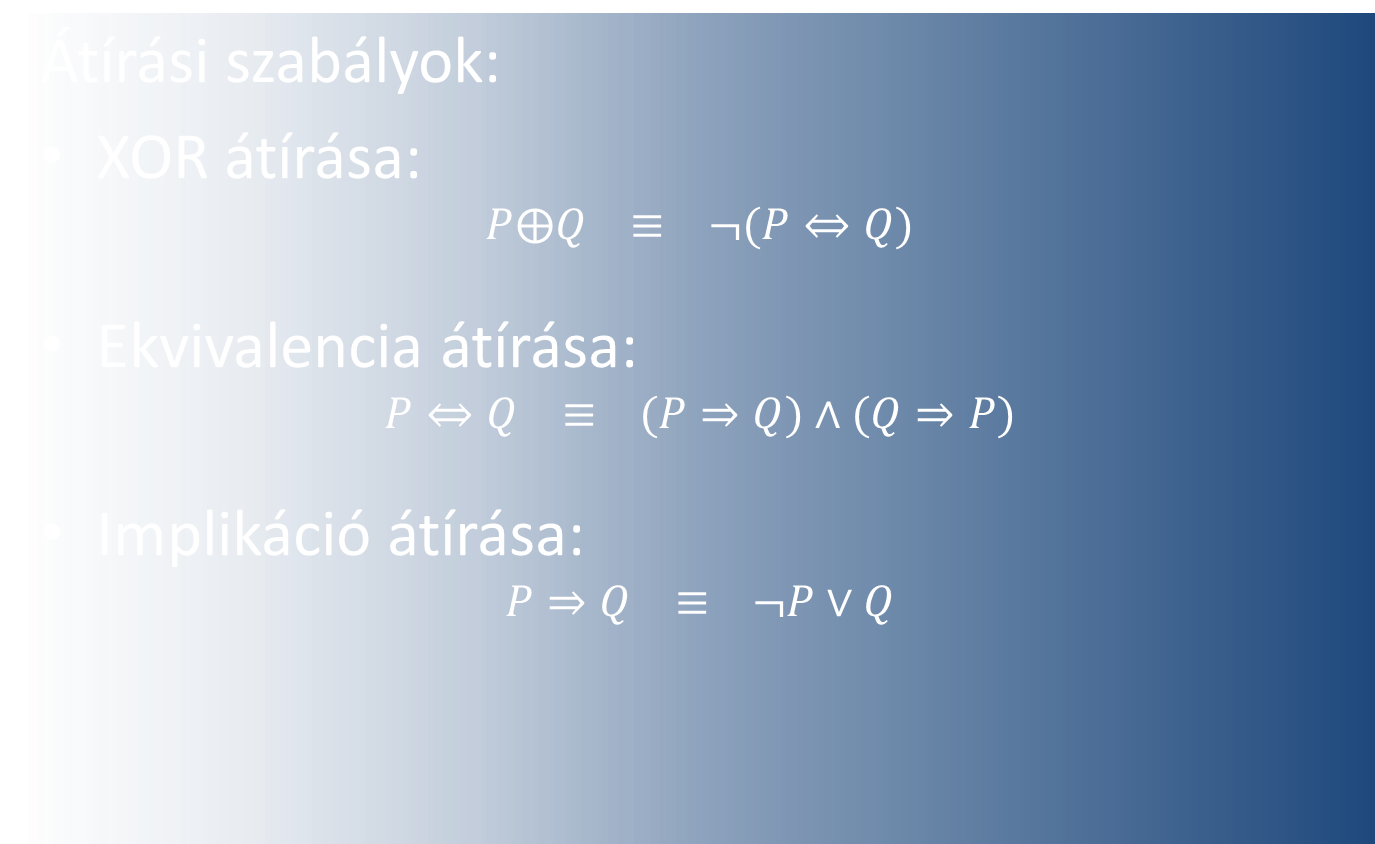 Átírási szabályok:
• XOR átírása:
P⊕Q ≡ ¬(P ⇔ Q)
• Ekvivalencia átírása:
P ⇔ Q ≡ (P ⇒ Q) ∧ (Q ⇒ P)
• Implikáció átírása:
P ⇒ Q ≡ ¬P ∨ Q